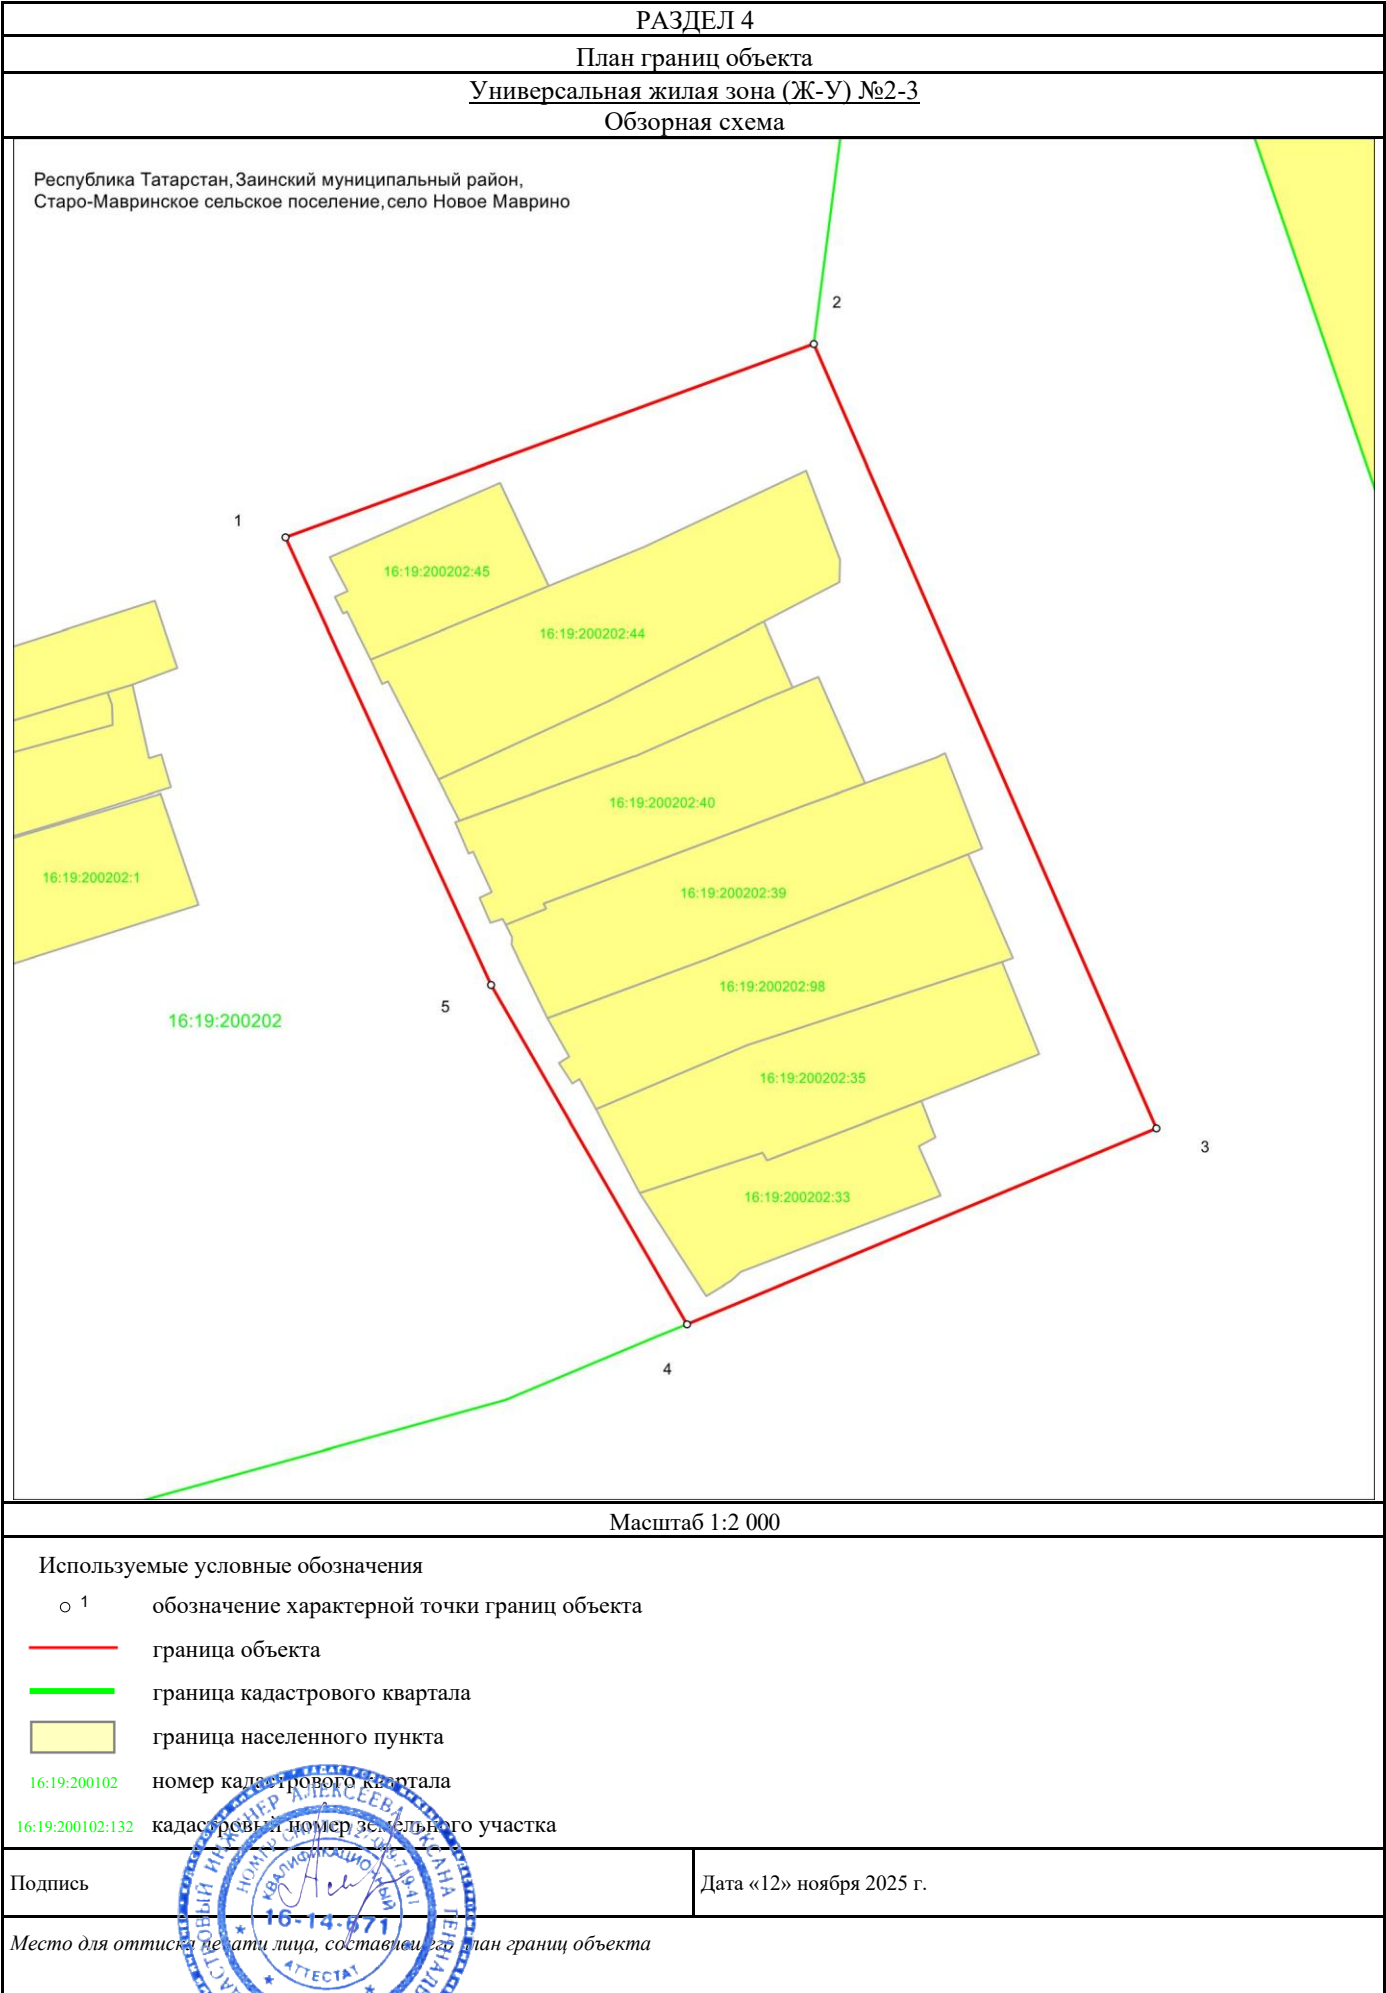 РАЗДЕЛ 4
План границ объекта
Универсальная жилая зона (Ж-У) №2-3
Обзорная схема
Республика Татарстан, Заинский муниципальный район,
Старо-Мавринское сельское поселение, село Новое Маврино
2
1
16:19:200202:45
16:19:200202:44
16:19:200202:40
16:19:200202:1
16:19:200202:39
16:19:200202:98
5
16:19:200202
16:19:200202:35
3
16:19:200202:33
4
Масштаб 1:2 000
Используемые условные обозначения
1 обозначение характерной точки границ объекта
граница объекта
граница кадастрового квартала
граница населенного пункта
16:19:200102 номер кадастрового квартала
16:19:200102:132 кадастровый номер земельного участка
Подпись
Дата «12» ноября 2025 г.
Место для оттиска печати лица, составившего план границ объекта
ИНЖЕНЕР АЛЕКСЕЕВА ОКСАНА
НОМЕР
КВАЛИФИКАЦИОННЫЙ
16-14-671
АТТЕСТАТ